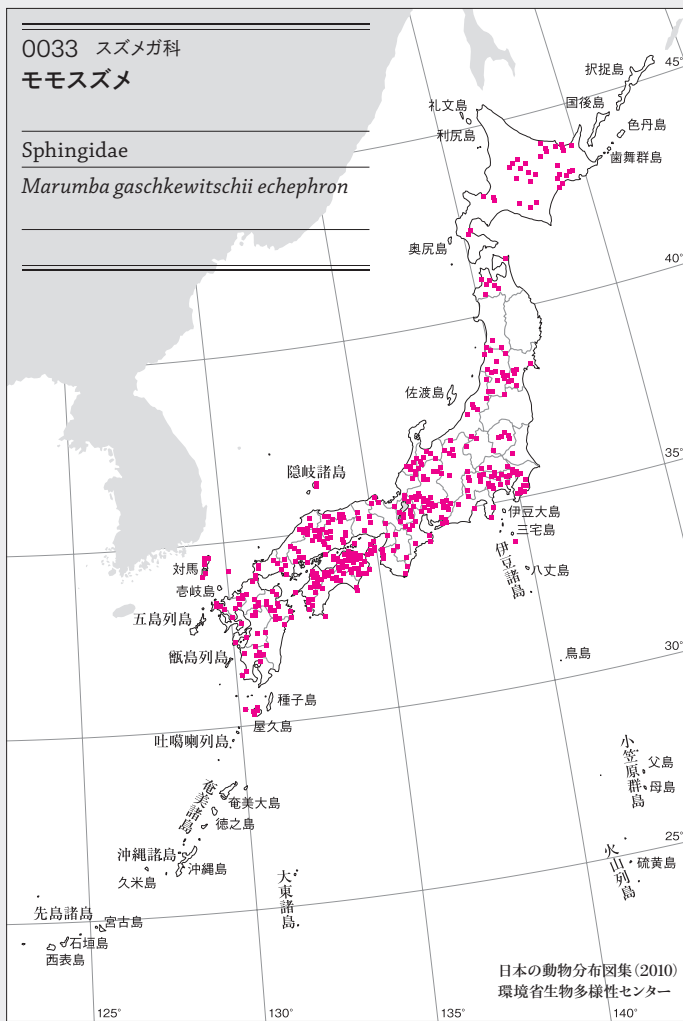 0033 スズメガ科
モモスズメ
Sphingidae
Marumba gaschkewitschii echephron
択捉島
45°
礼文島
国後島
色丹島
利尻島
歯舞群島
奥尻島
40°
佐渡島
35°
隠岐諸島
伊豆大島
三宅島
伊豆諸島
八丈島
対馬
壱岐島
五島列島
甑島列島
鳥島
30°
種子島
屋久島
吐噶喇列島
小笠原群島
父島
母島
奄美諸島
奄美大島
徳之島
25°
沖縄諸島
沖縄島
久米島
火山列島
硫黄島
大東諸島
先島諸島
宮古島
石垣島
西表島
日本の動物分布図集(2010)
環境省生物多様性センター
125°
130°
135°
140°